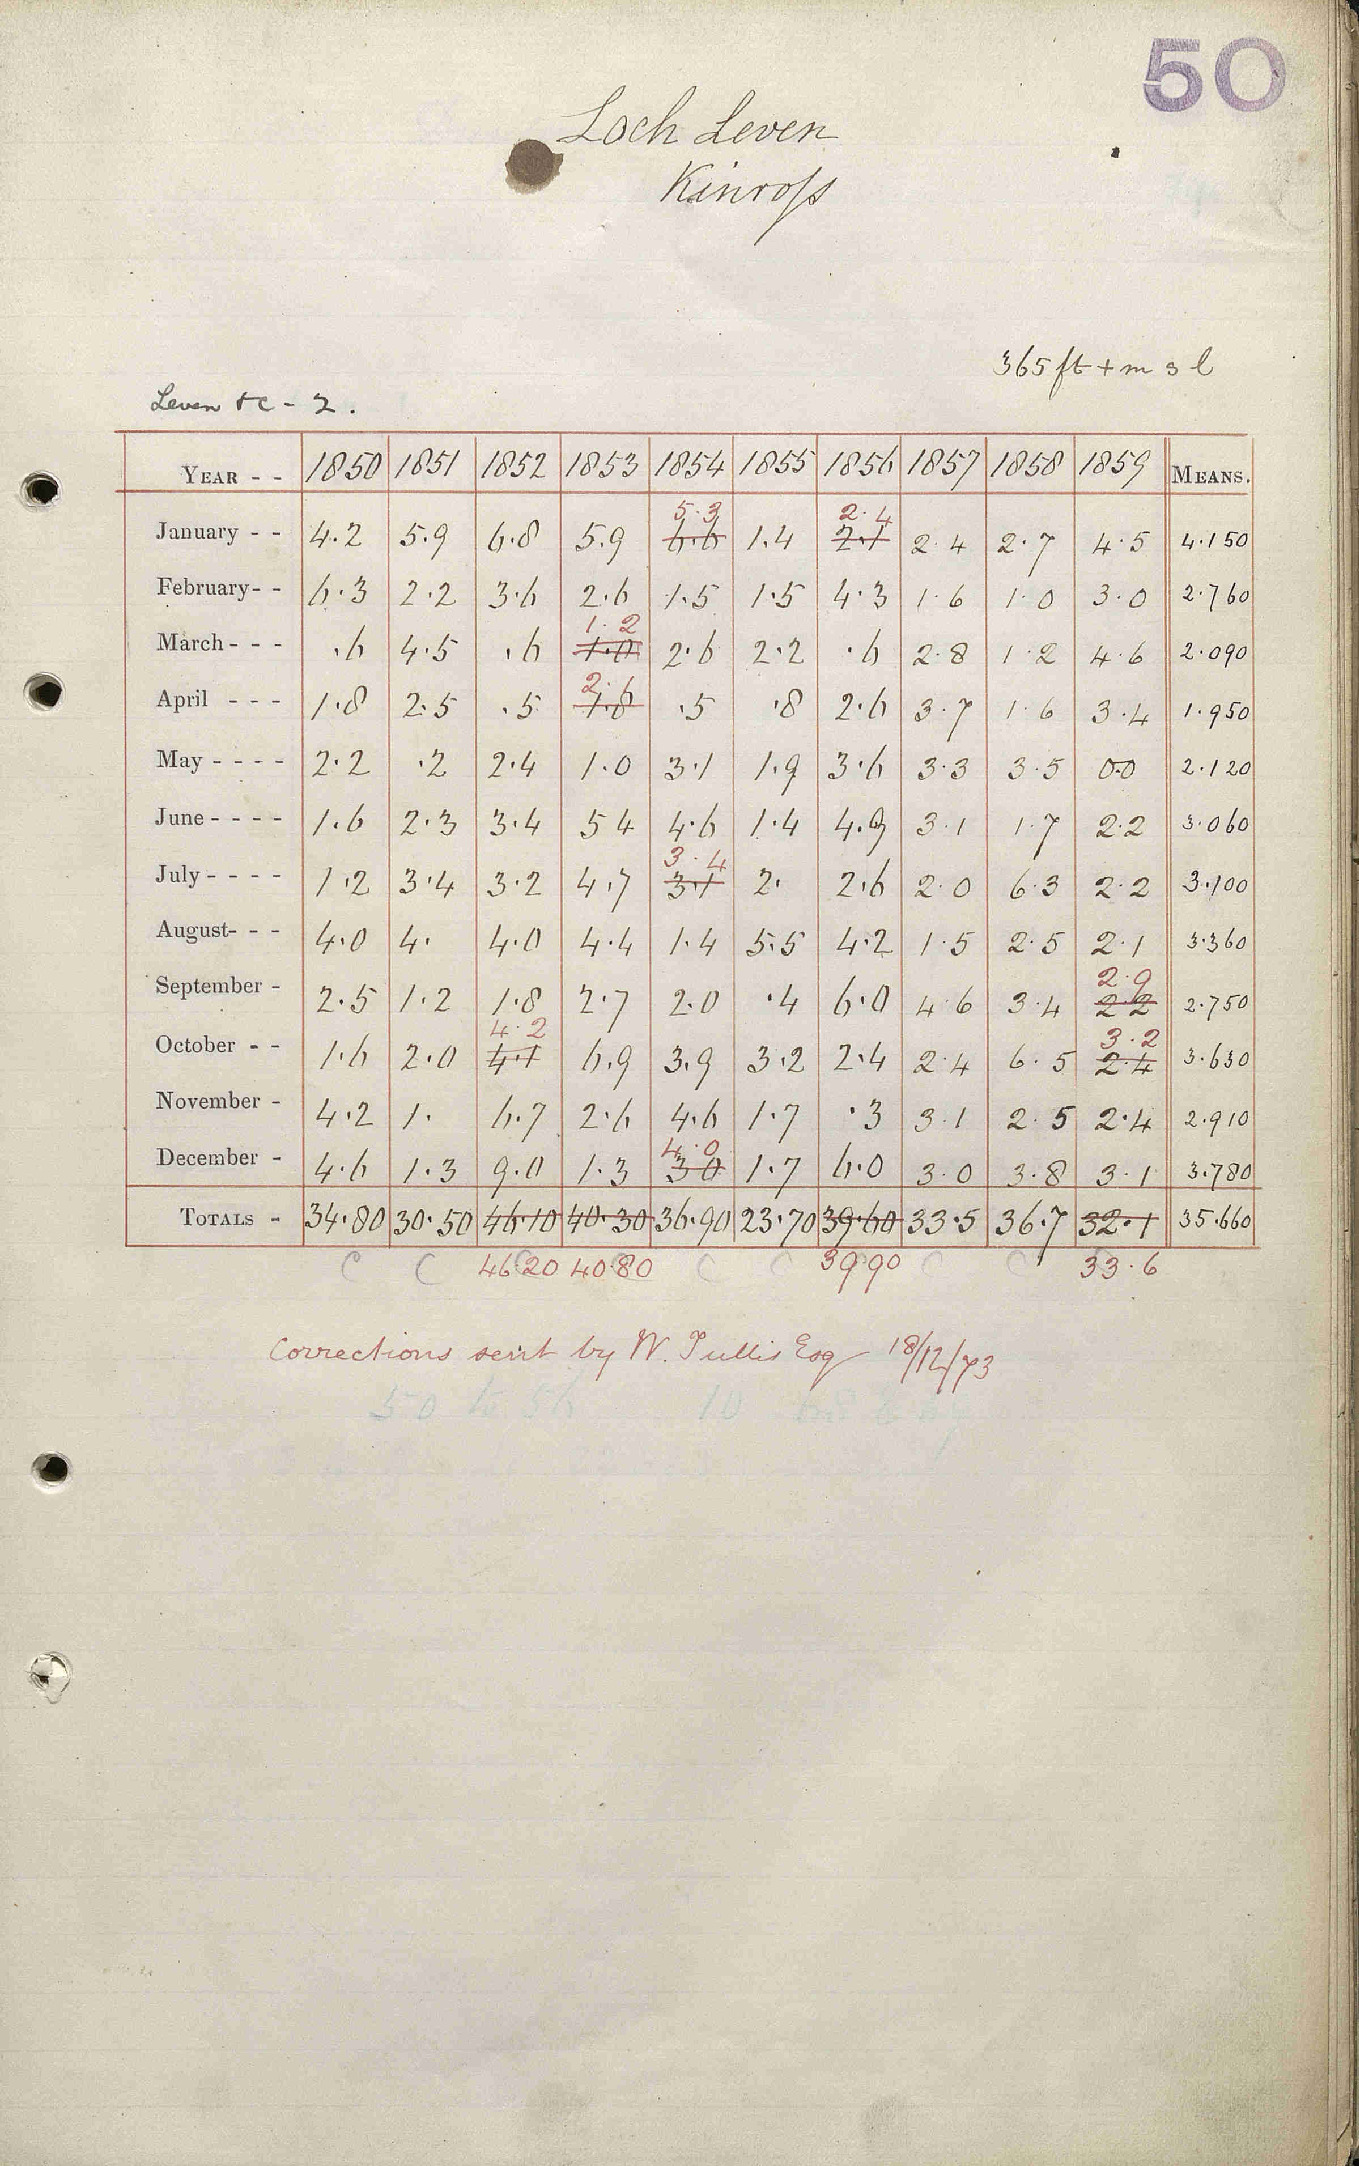 50
Loch Leven
Kinross
365 ft + m s l
Leven &c - 2.
YEAR - - 1850 1851 1852 1853 1854 1855 1856 1857 1858 1859 MEANS.
5.3 2.4
January - - 4.2 5.9 6.8 5.9 6.6 1.4 2.1 2.4 2.7 4.5 4.150
February - - 6.3 2.2 3.6 2.6 1.5 1.5 4.3 1.6 1.0 3.0 2.760
1.2
March - - - .6 4.5 .6 1.0 2.6 2.2 .6 2.8 1.2 4.6 2.090
2.6
April - - - 1.8 2.5 .5 1.8 .5 .8 2.6 3.7 1.6 3.4 1.950
May - - - - 2.2 .2 2.4 1.0 3.1 1.9 3.6 3.3 3.5 0.0 2.120
June - - - - 1.6 2.3 3.4 5 4 4.6 1.4 4.9 3.1 1.7 2.2 3.060
3.4
July - - - - 1.2 3.4 3.2 4.7 3.1 2. 2.6 2.0 6.3 2.2 3.100
August - - - 4.0 4. 4.0 4.4 1.4 5.5 4.2 1.5 2.5 2.1 3.360
2.9
September - 2.5 1.2 1.8 2.7 2.0 .4 6.0 4.6 3.4 2.2 2.750
4.2 3.2
October - - 1.6 2.0 4.1 6.9 3.9 3.2 2.4 2.4 6.5 2.4 3.630
November - 4.2 1. 6.7 2.6 4.6 1.7 .3 3.1 2.5 2.4 2.910
4.0
December - 4.6 1.3 9.0 1.3 3 0 1.7 6.0 3.0 3.8 3.1 3.780
TOTALS - 34.80 30.50 46.10 40.30 36.90 23.70 39.60 33.5 36.7 32.1 35.660
C C 46.20 40.80 C C 39.90 C C 33.6
Corrections sent by W. Tullis Esq 18/12/73